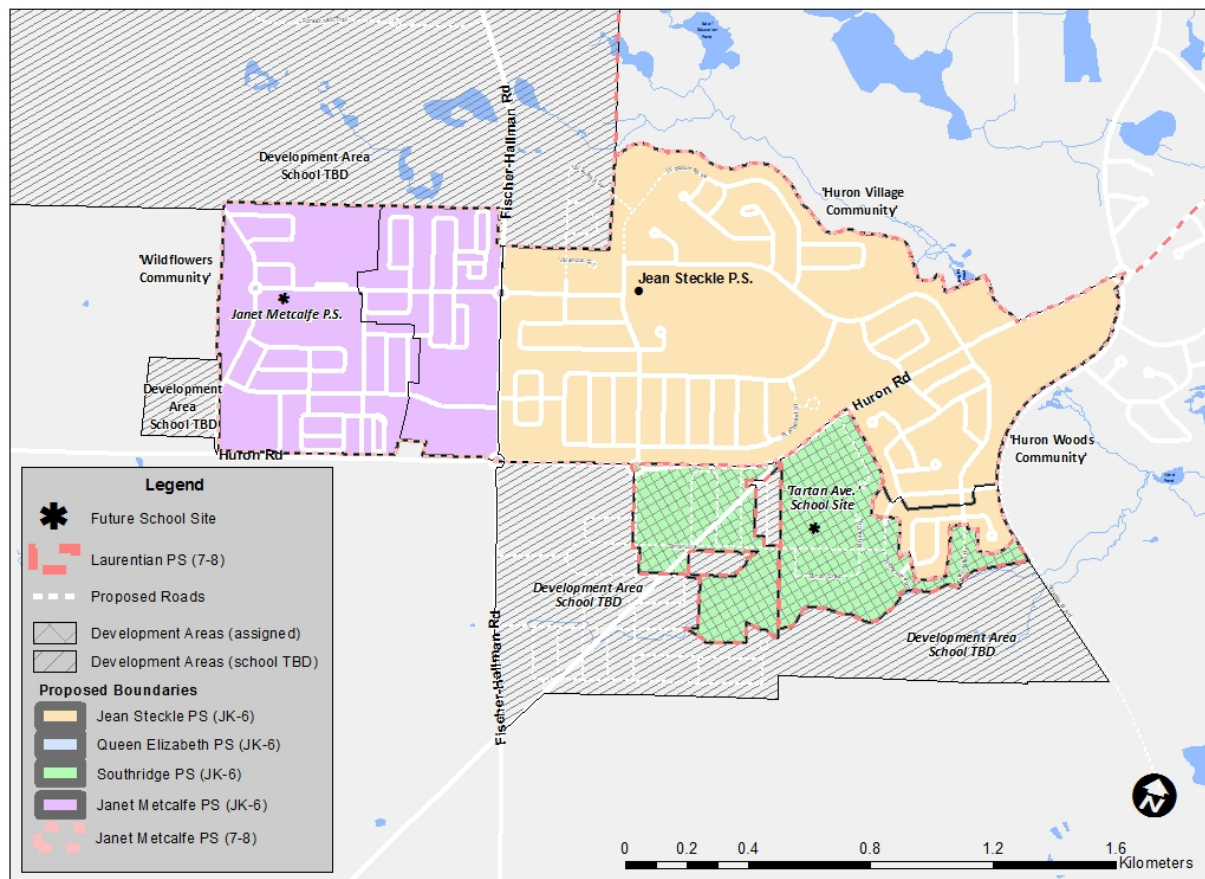 Fischer-Hallman Rd
Development Area
School TBD
'Huron Village
Community'
'Wildflowers
Community'
Jean Steckle P.S.
Janet Metcalfe P.S.
Development
Area
School TBD
Huron Rd
Huron Rd
'Huron Woods
Community'
'Tartan Ave.'
School Site
Development Area
School TBD
Development Area
School TBD
Fischer-Hallman Rd
Legend
Future School Site
Laurentian PS (7-8)
Proposed Roads
Development Areas (assigned)
Development Areas (school TBD)
Proposed Boundaries
Jean Steckle PS (JK-6)
Queen Elizabeth PS (JK-6)
Southridge PS (JK-6)
Janet Metcalfe PS (JK-6)
Janet Metcalfe PS (7-8)
N
0 0.2 0.4 0.8 1.2 1.6
Kilometers